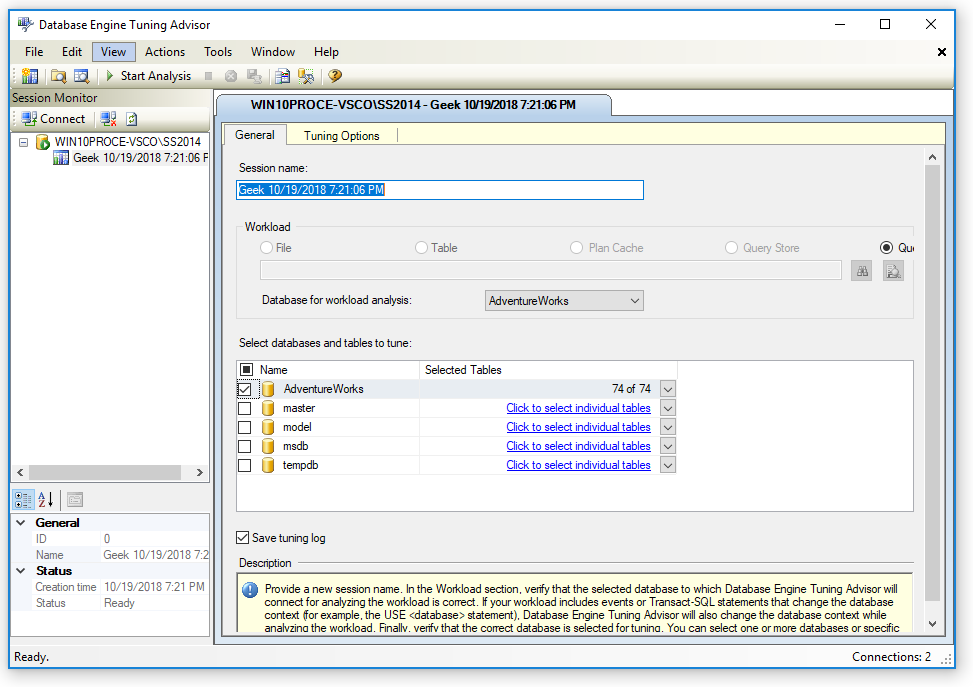 Database Engine Tuning Advisor
File Edit View Actions Tools Window Help
Start Analysis
Session Monitor
Connect
WIN10PROCE-VSCO\SS2014
Geek 10/19/2018 7:21:06 P
General
ID 0
Name Geek 10/19/2018 7:2
Status
Creation time 10/19/2018 7:21 PM
Status Ready
WIN10PROCE-VSCO\SS2014 - Geek 10/19/2018 7:21:06 PM
General Tuning Options
Session name:
Geek 10/19/2018 7:21:06 PM
Workload
File Table Plan Cache Query Store Qu
Database for workload analysis: AdventureWorks
Select databases and tables to tune:
Name Selected Tables
AdventureWorks 74 of 74
master Click to select individual tables
model Click to select individual tables
msdb Click to select individual tables
tempdb Click to select individual tables
Save tuning log
Description
Provide a new session name. In the Workload section, verify that the selected database to which Database Engine Tuning Advisor will
connect for analyzing the workload is correct. If your workload includes events or Transact-SQL statements that change the database
context (for example, the USE <database> statement), Database Engine Tuning Advisor will also change the database context while
analyzing the workload. Finally, verify that the correct database is selected for tuning. You can select one or more databases or specific
Ready. Connections: 2